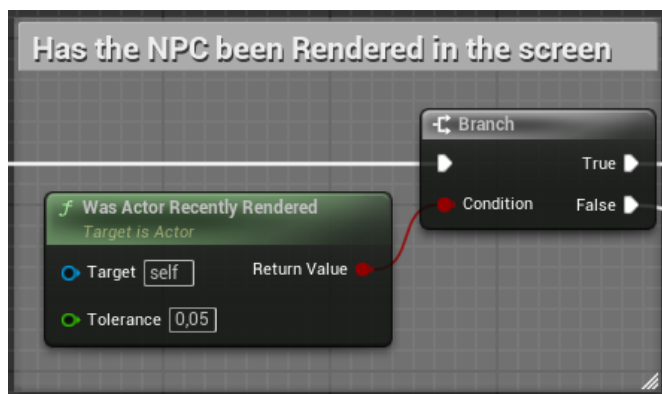 Has the NPC been Rendered in the screen
Branch
True
Condition
False
f Was Actor Recently Rendered
Target is Actor
Target self
Return Value
Tolerance 0,05